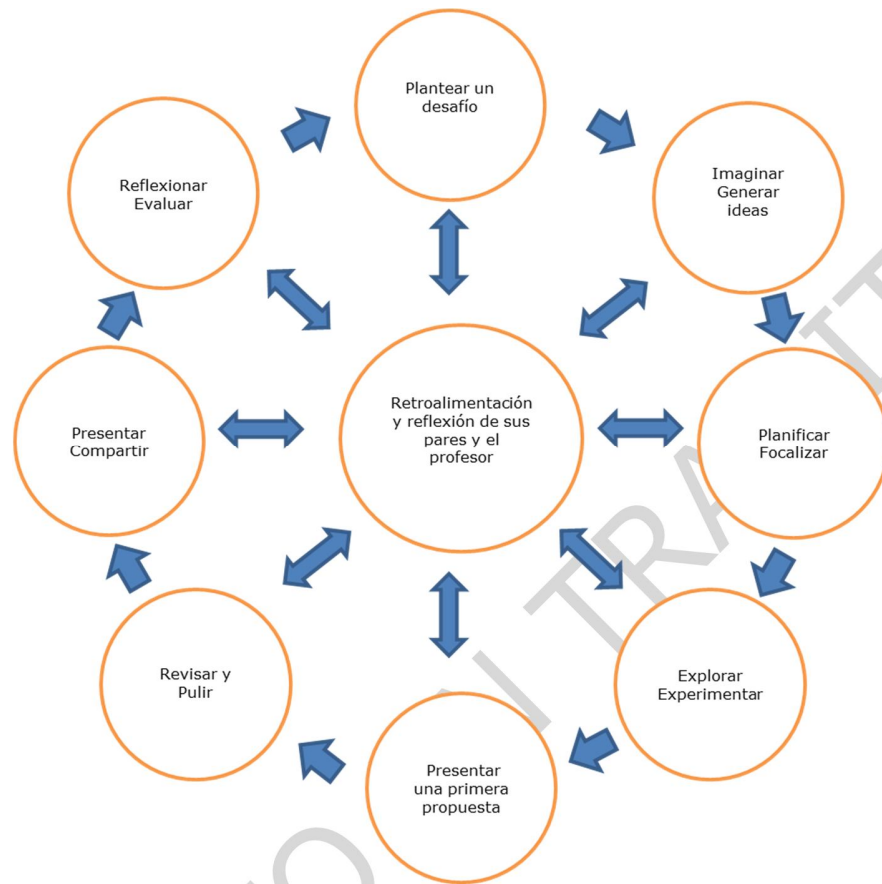 Plantear un
desafío
Imaginar
Generar
ideas
Planificar
Focalizar
Explorar
Experimentar
Presentar
una primera
propuesta
Revisar y
Pulir
Presentar
Compartir
Reflexionar
Evaluar
Retroalimentación
y reflexión de sus
pares y el
profesor